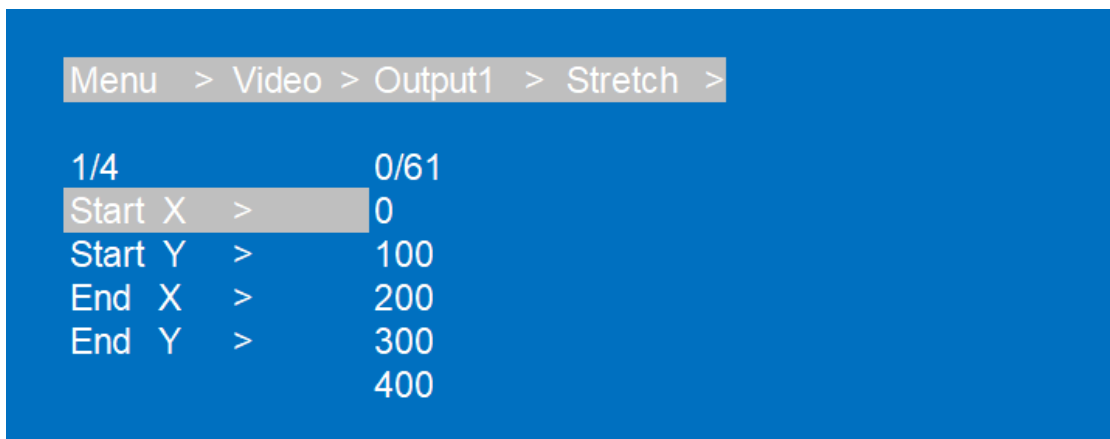 Menu > Video > Output1 > Stretch >
1/4 0/61
Start X > 0
Start Y > 100
End X > 200
End Y > 300
400